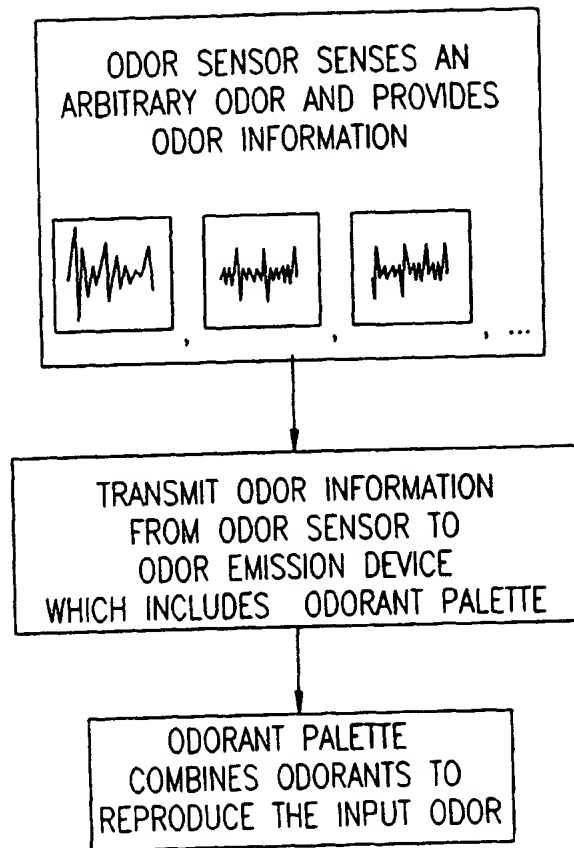 ODOR SENSOR SENSES AN
ARBITRARY ODOR AND PROVIDES
ODOR INFORMATION
, , , ...
TRANSMIT ODOR INFORMATION
FROM ODOR SENSOR TO
ODOR EMISSION DEVICE
WHICH INCLUDES ODORANT PALETTE
ODORANT PALETTE
COMBINES ODORANTS TO
REPRODUCE THE INPUT ODOR